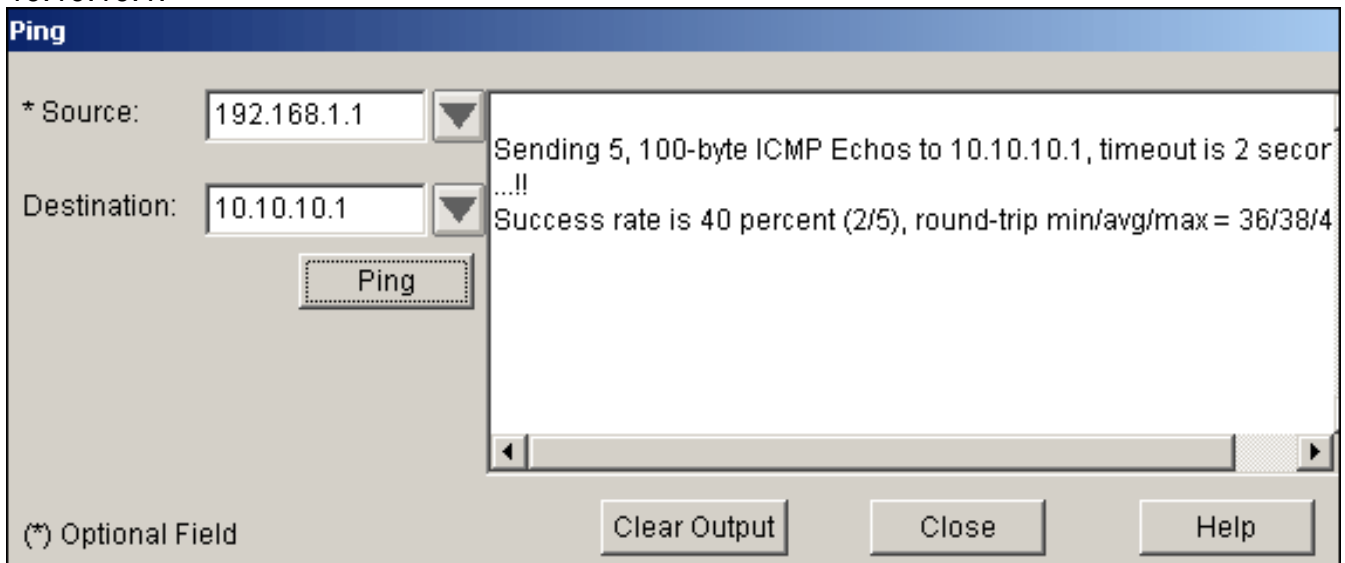 Ping
* Source:
192.168.1.1
Destination:
10.10.10.1
Ping
Sending 5, 100-byte ICMP Echos to 10.10.10.1, timeout is 2
...!!
Success rate is 40 percent (2/5), round-trip min/avg/max = 36/38/4
(*) Optional Field
Clear Output
Close
Help